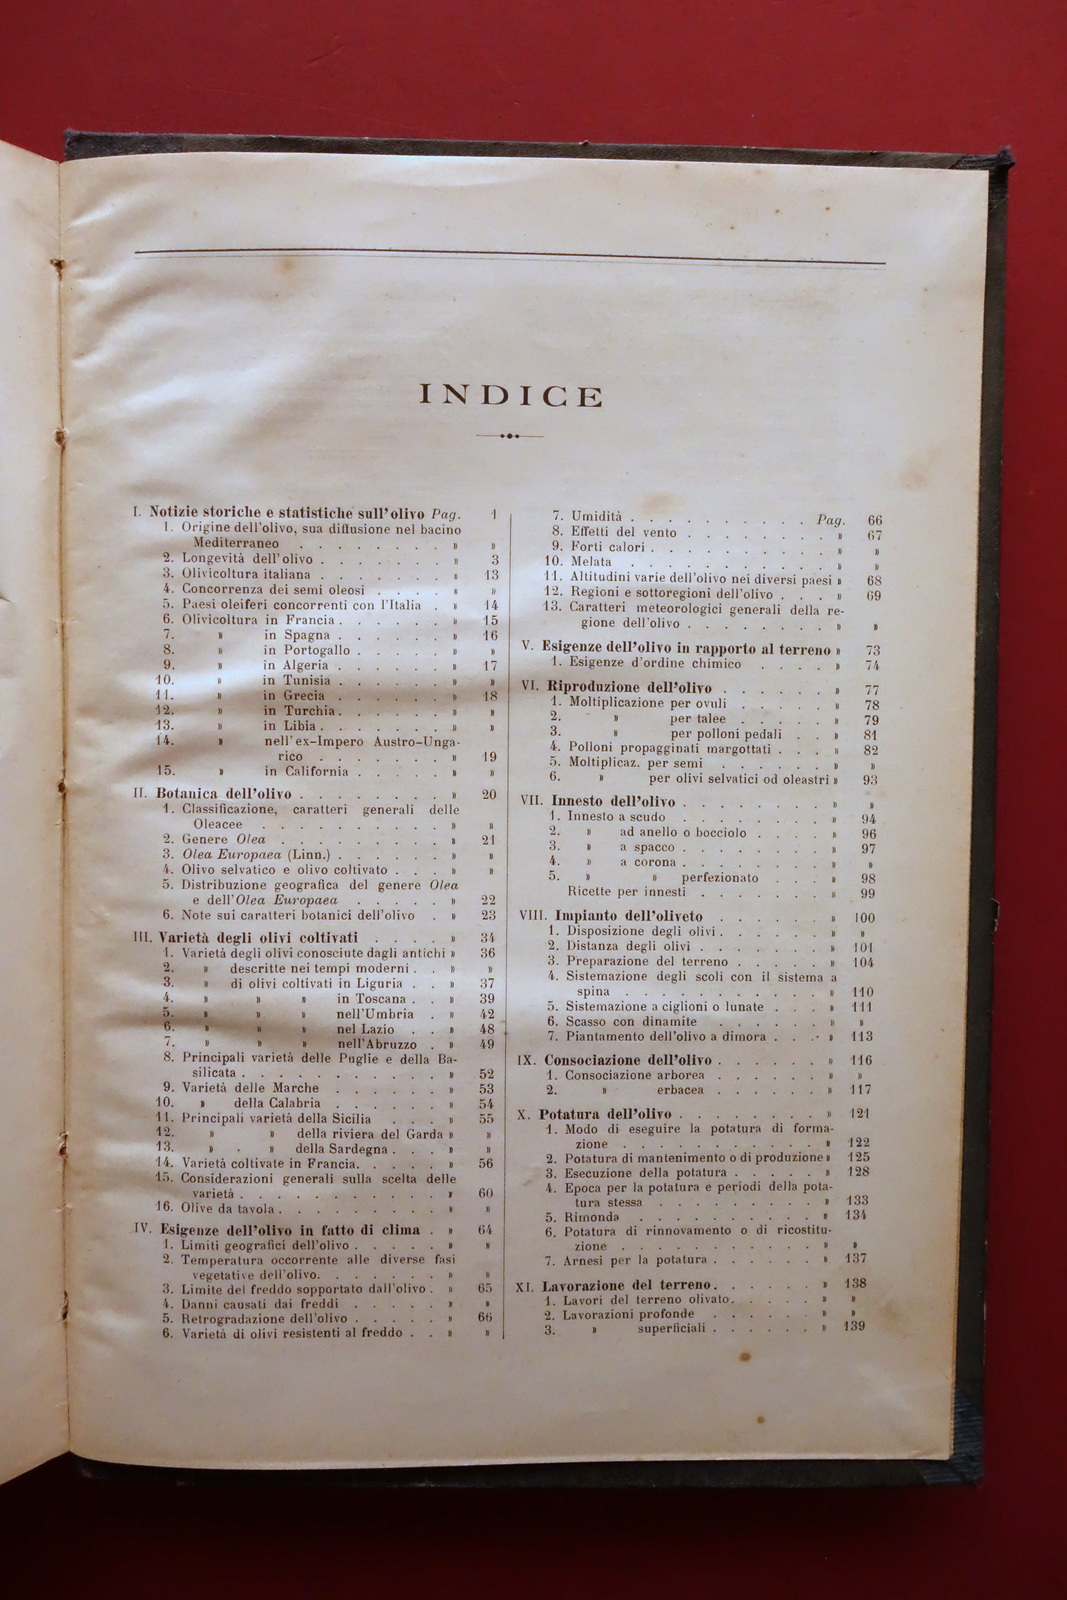 INDICE
I. Notizie storiche e statistiche sull'olivo Pag. 1
1. Origine dell'olivo, sua diffusione nel bacino
Mediterraneo . . . . . . . . » »
2. Longevità dell'olivo . . . . . . . » 3
3. Olivicoltura italiana . . . . . . . » 13
4. Concorrenza dei semi oleosi . . . . » »
5. Paesi oleiferi concorrenti con l'Italia . » 14
6. Olivicoltura in Francia . . . . . . » 15
7. » in Spagna . . . . . . » 16
8. » in Portogallo . . . . . » »
9. » in Algeria . . . . . . » 17
10. » in Tunisia . . . . . . » »
11. » in Grecia . . . . . . » 18
12. » in Turchia . . . . . . » »
13. » in Libia . . . . . . . » »
14. » nell'ex-Impero Austro-Unga-
rico . . . . . . . » 19
15. » in California . . . . . » »
II. Botanica dell'olivo . . . . . . . . » 20
1. Classificazione, caratteri generali delle
Oleacee . . . . . . . . . . » »
2. Genere Olea . . . . . . . . . » 21
3. Olea Europaea (Linn.) . . . . . . » »
4. Olivo selvatico e olivo coltivato . . . » »
5. Distribuzione geografica del genere Olea
e dell'Olea Europaea . . . . . » 22
6. Note sui caratteri botanici dell'olivo . » 23
III. Varietà degli olivi coltivati . . . . » 34
1. Varietà degli olivi conosciute dagli antichi » 36
2. » descritte nei tempi moderni . . » »
3. » di olivi coltivati in Liguria . . » 37
4. » » » in Toscana . . » 39
5. » » » nell'Umbria . » 42
6. » » » nel Lazio . . » 48
7. » » » nell'Abruzzo . » 49
8. Principali varietà delle Puglie e della Ba-
silicata . . . . . . . . . . . » 52
9. Varietà delle Marche . . . . . . » 53
10. » della Calabria . . . . . . » 54
11. Principali varietà della Sicilia . . . . » 55
12. » » della riviera del Garda » »
13. » » della Sardegna . . . » »
14. Varietà coltivate in Francia. . . . . » 56
15. Considerazioni generali sulla scelta delle
varietà . . . . . . . . . . . » 60
16. Olive da tavola . . . . . . . . . » »
IV. Esigenze dell'olivo in fatto di clima . » 64
1. Limiti geografici dell'olivo . . . . . » »
2. Temperatura occorrente alle diverse fasi
vegetative dell'olivo. . . . . . . » »
3. Limite del freddo sopportato dall'olivo . » 65
4. Danni causati dai freddi . . . . . » »
5. Retrogradazione dell'olivo . . . . . » 66
6. Varietà di olivi resistenti al freddo . . » »
7. Umidità . . . . . . . . . . Pag. 66
8. Effetti del vento . . . . . . . . » 67
9. Forti calori . . . . . . . . . . » »
10. Melata . . . . . . . . . . . » »
11. Altitudini varie dell'olivo nei diversi paesi » 68
12. Regioni e sottoregioni dell'olivo . . . » 69
13. Caratteri meteorologici generali della re-
gione dell'olivo . . . . . . . . » »
V. Esigenze dell'olivo in rapporto al terreno » 73
1. Esigenze d'ordine chimico . . . . » 74
VI. Riproduzione dell'olivo . . . . . . » 77
1. Moltiplicazione per ovuli . . . . . » 78
2. » per talee . . . . . » 79
3. » per polloni pedali . . » 81
4. Polloni propagginati margottati . . . » 82
5. Moltiplicaz. per semi . . . . . . » »
6. » per olivi selvatici od oleastri » 93
VII. Innesto dell'olivo . . . . . . . . » »
1. Innesto a scudo . . . . . . . . » 94
2. » ad anello o bocciolo . . . . » 96
3. » a spacco . . . . . . . . » 97
4. » a corona . . . . . . . . » »
5. » » perfezionato . . . » 98
Ricette per innesti . . . . . . . » 99
VIII. Impianto dell'oliveto . . . . . . » 100
1. Disposizione degli olivi . . . . . . » »
2. Distanza degli olivi . . . . . . . » 101
3. Preparazione del terreno . . . . . » 104
4. Sistemazione degli scoli con il sistema a
spina . . . . . . . . . . . » 110
5. Sistemazione a ciglioni o lunate . . . » 111
6. Scasso con dinamite . . . . . . » »
7. Piantamento dell'olivo a dimora . . . » 113
IX. Consociazione dell'olivo . . . . . . » 116
1. Consociazione arborea . . . . . . » »
2. » erbacea . . . . . . » 117
X. Potatura dell'olivo . . . . . . . . » 121
1. Modo di eseguire la potatura di forma-
zione . . . . . . . . . . . » 122
2. Potatura di mantenimento o di produzione » 125
3. Esecuzione della potatura . . . . . » 128
4. Epoca per la potatura e periodi della pota-
tura stessa . . . . . . . . . » 133
5. Rimonda . . . . . . . . . . » 134
6. Potatura di rinnovamento o di ricostitu-
zione . . . . . . . . . . . » »
7. Arnesi per la potatura . . . . . . » 137
XI. Lavorazione del terreno . . . . . . » 138
1. Lavori del terreno olivato. . . . . . » »
2. Lavorazioni profonde . . . . . . » »
3. » superficiali . . . . . . » 139